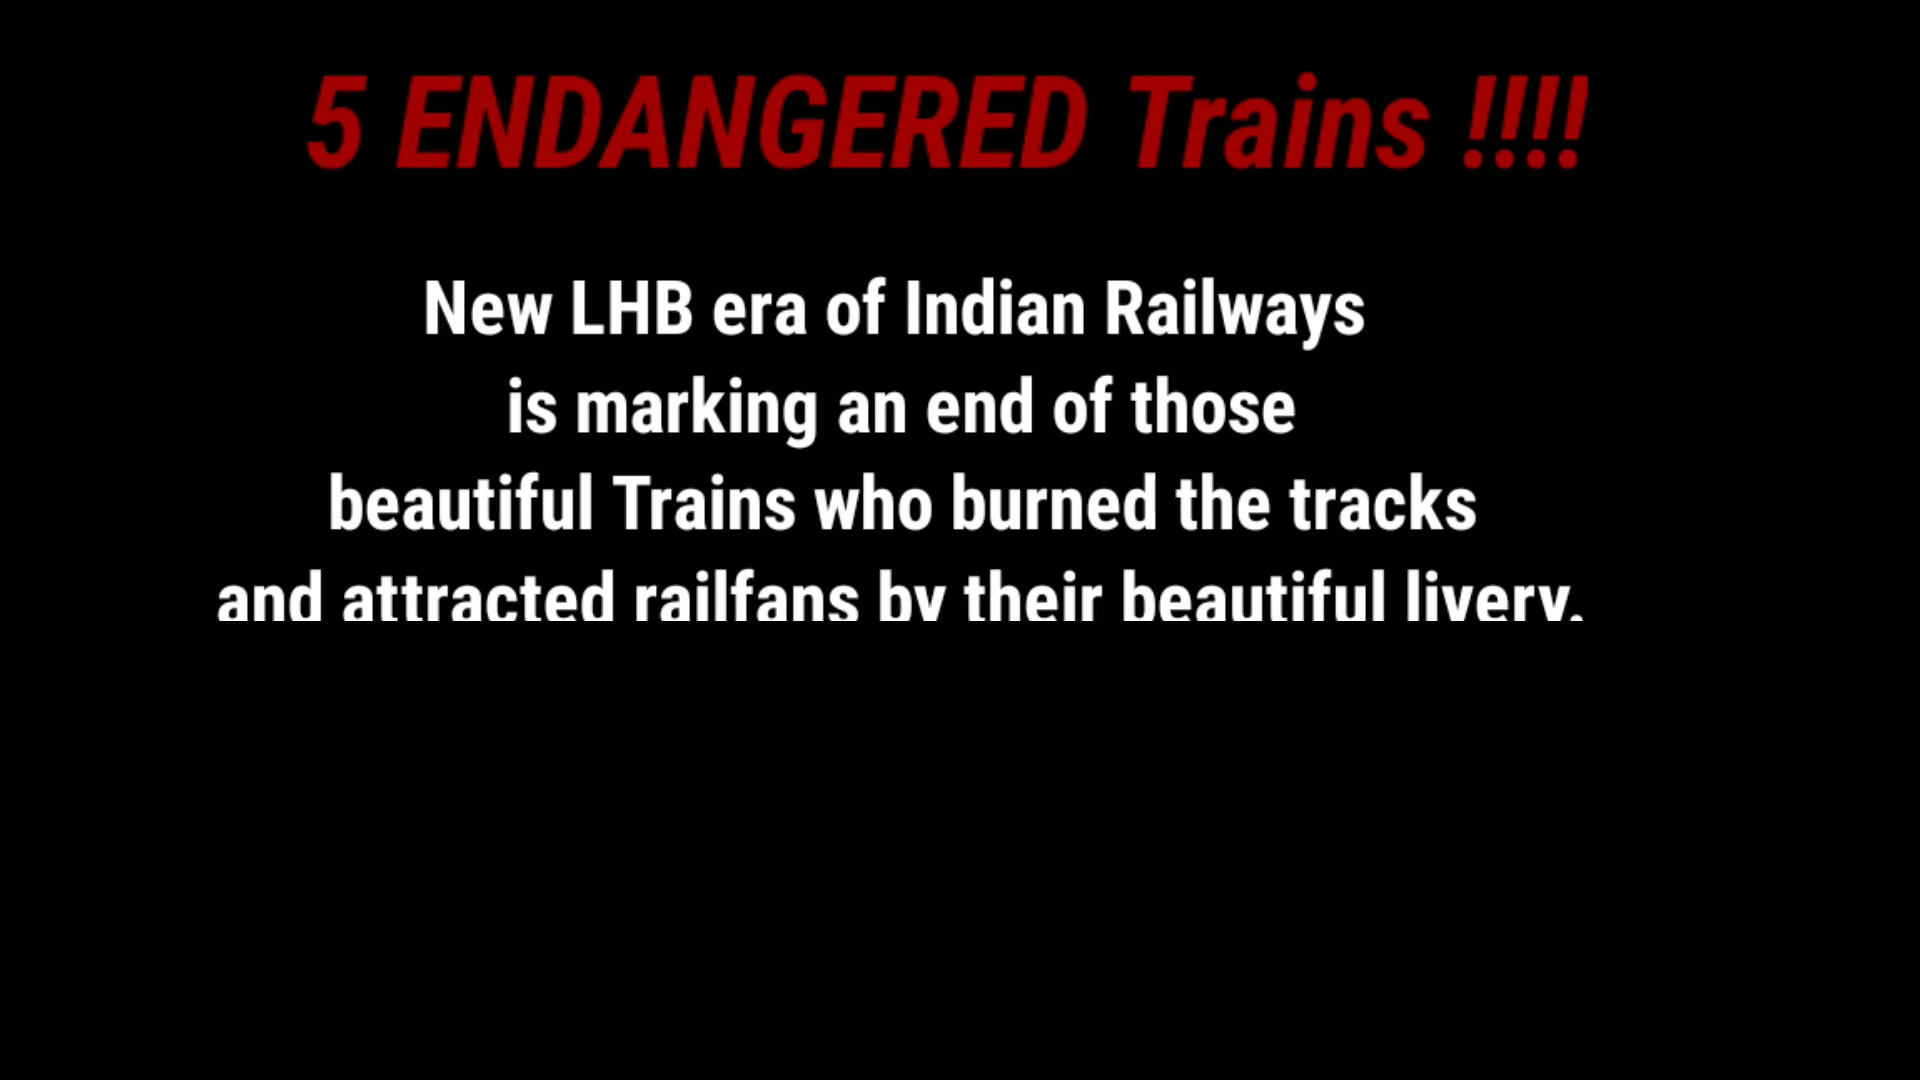 5 ENDANGERED Trains !!!!
New LHB era of Indian Railways
is marking an end of those
beautiful Trains who burned the tracks
and attracted railfans by their beautiful livery.